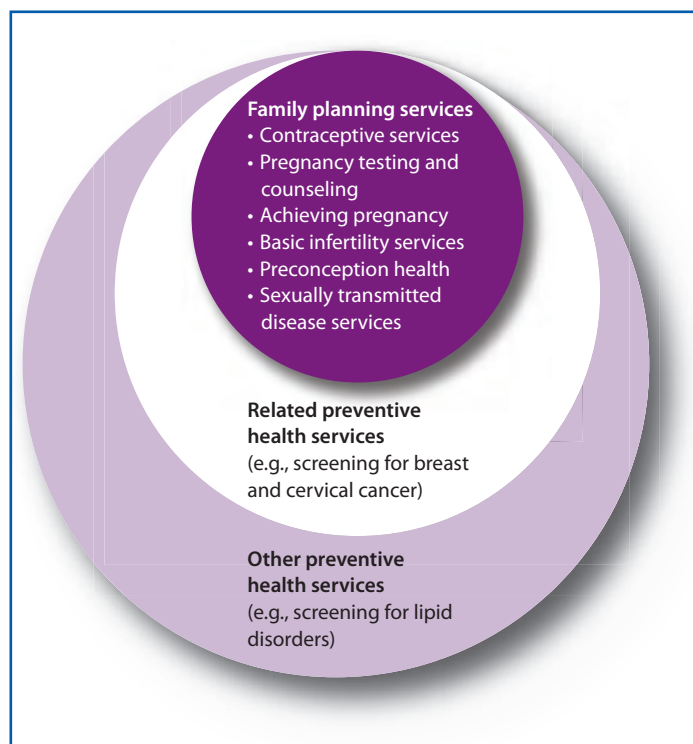 Family planning services
• Contraceptive services
• Pregnancy testing and
counseling
• Achieving pregnancy
• Basic infertility services
• Preconception health
• Sexually transmitted
disease services
Related preventive
health services
(e.g., screening for breast
and cervical cancer)
Other preventive
health services
(e.g., screening for lipid
disorders)